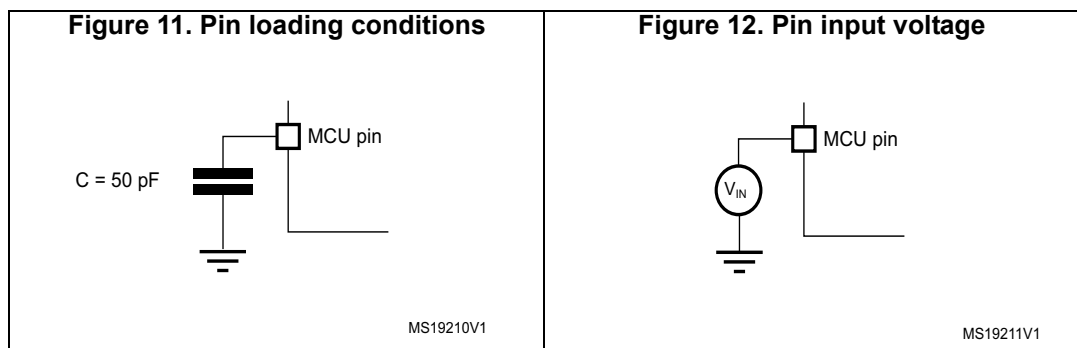 Figure 11. Pin loading conditions
MCU pin
C = 50 pF
MS19210V1
Figure 12. Pin input voltage
MCU pin
VIN
MS19211V1